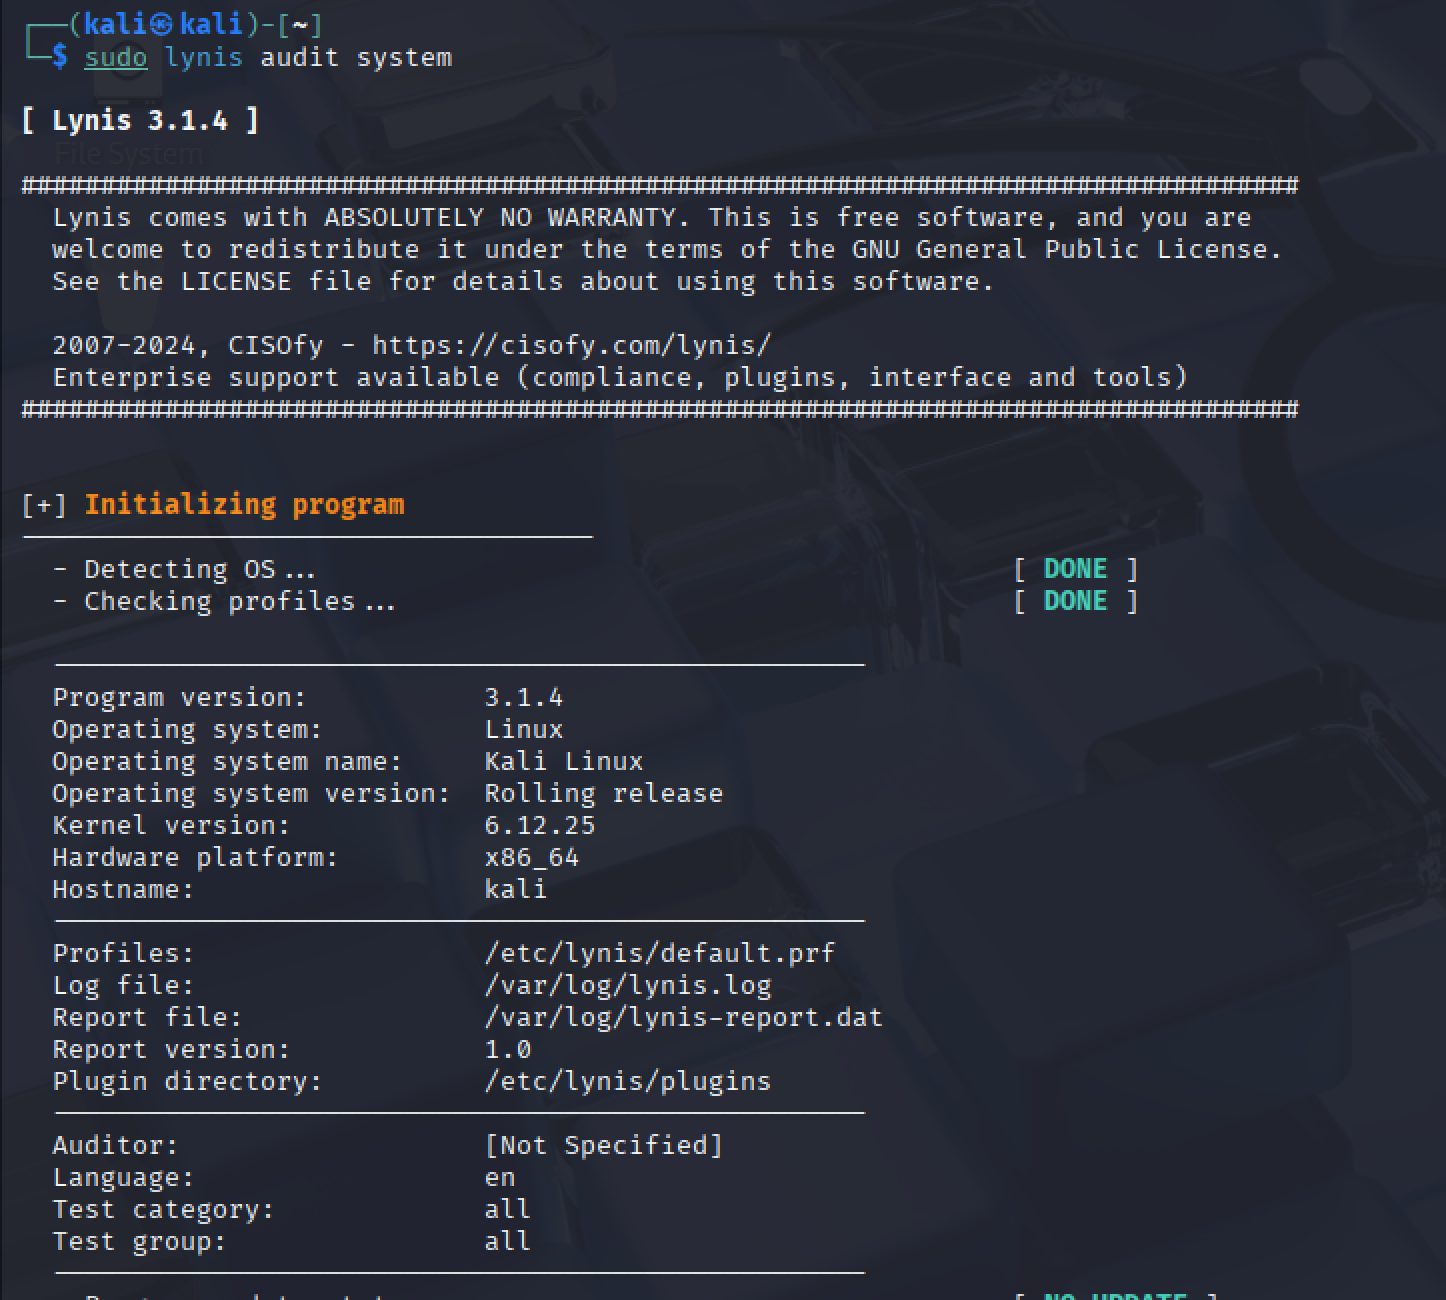 ┌──(kali㉿kali)-[~]
└─$ sudo lynis audit system
[ Lynis 3.1.4 ]
File System
################################################################################
Lynis comes with ABSOLUTELY NO WARRANTY. This is free software, and you are
welcome to redistribute it under the terms of the GNU General Public License.
See the LICENSE file for details about using this software.
2007-2024, CISOfy - https://cisofy.com/lynis/
Enterprise support available (compliance, plugins, interface and tools)
################################################################################
[+] Initializing program
- Detecting OS... [ DONE ]
- Checking profiles... [ DONE ]
Program version: 3.1.4
Operating system: Linux
Operating system name: Kali Linux
Operating system version: Rolling release
Kernel version: 6.12.25
Hardware platform: x86_64
Hostname: kali
Profiles: /etc/lynis/default.prf
Log file: /var/log/lynis.log
Report file: /var/log/lynis-report.dat
Report version: 1.0
Plugin directory: /etc/lynis/plugins
Auditor: [Not Specified]
Language: en
Test category: all
Test group: all
[ NO UPDATE ]